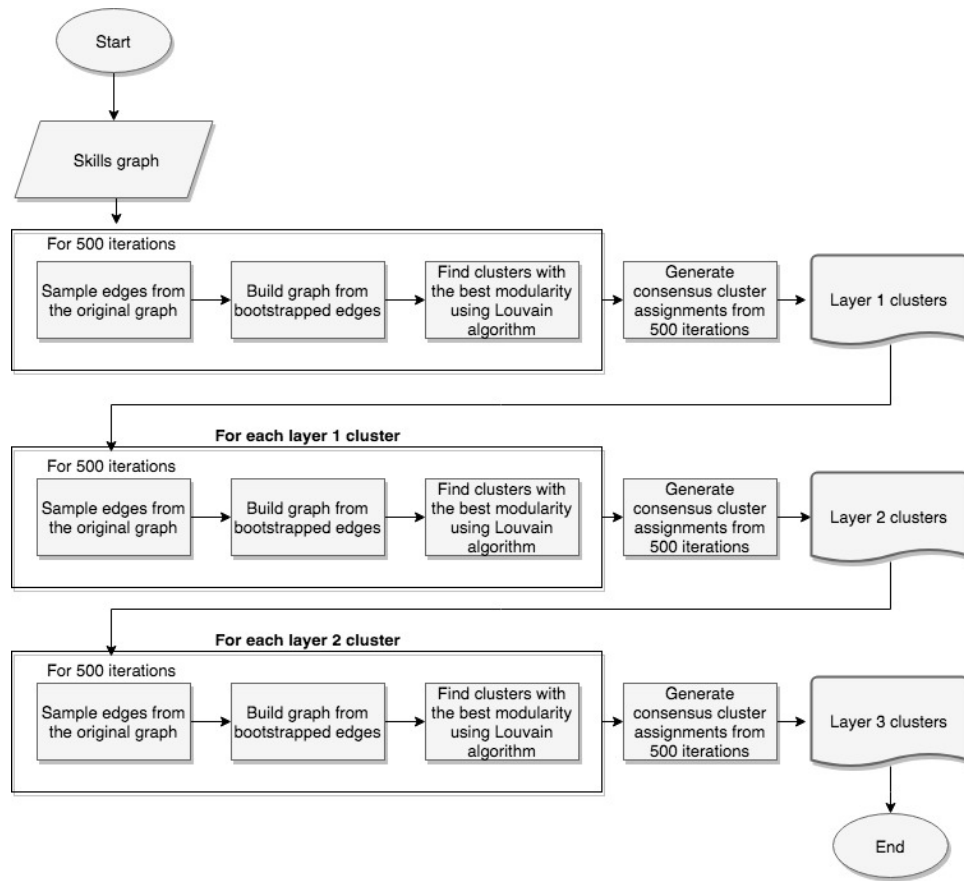 Start
Skills graph
For 500 iterations
Sample edges from
the original graph
Build graph from
bootstrapped edges
Find clusters with
the best modularity
using Louvain
algorithm
Generate
consensus cluster
assignments from
500 iterations
Layer 1 clusters
For each layer 1 cluster
For 500 iterations
Sample edges from
the original graph
Build graph from
bootstrapped edges
Find clusters with
the best modularity
using Louvain
algorithm
Generate
consensus cluster
assignments from
500 iterations
Layer 2 clusters
For each layer 2 cluster
For 500 iterations
Sample edges from
the original graph
Build graph from
bootstrapped edges
Find clusters with
the best modularity
using Louvain
algorithm
Generate
consensus cluster
assignments from
500 iterations
Layer 3 clusters
End